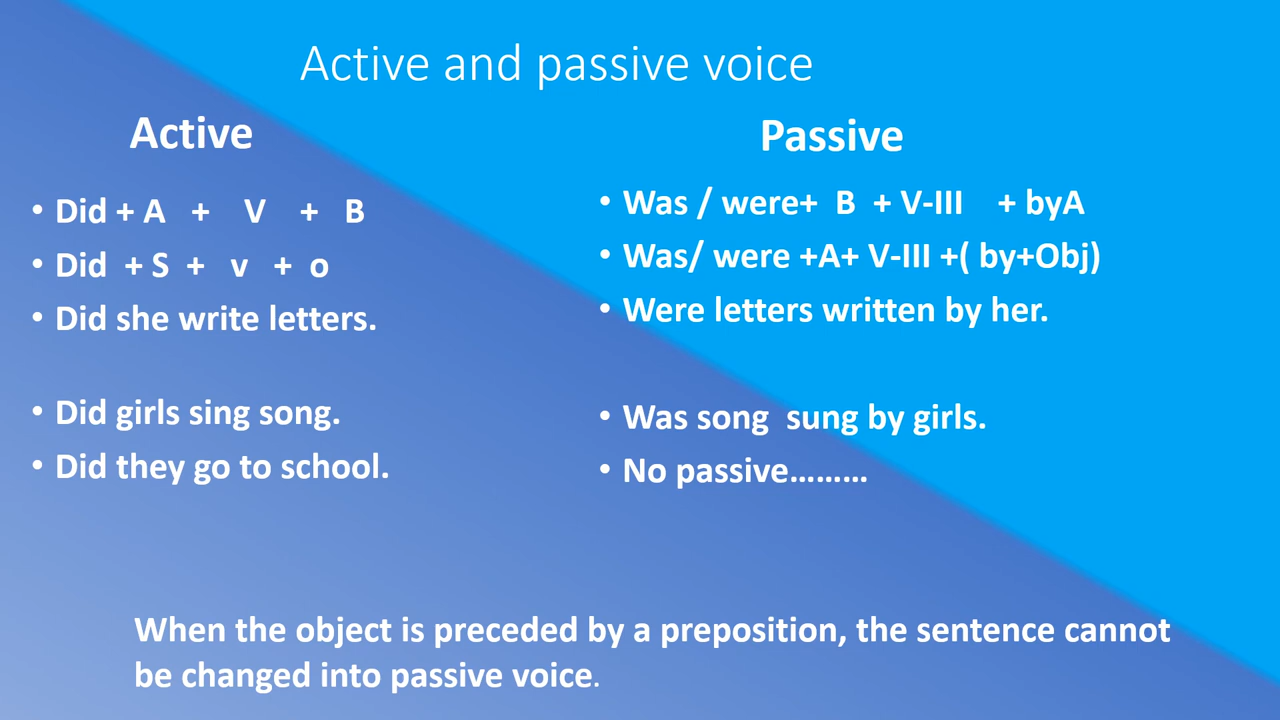 Active and passive voice
Active
• Did + A + V + B
• Did + S + v + o
• Did she write letters.
• Did girls sing song.
• Did they go to school.
Passive
• Was / were+ B + V-III + byA
• Was/ were +A+ V-III +( by+Obj)
• Were letters written by her.
• Was song sung by girls.
• No passive.........
When the object is preceded by a preposition, the sentence cannot
be changed into passive voice.